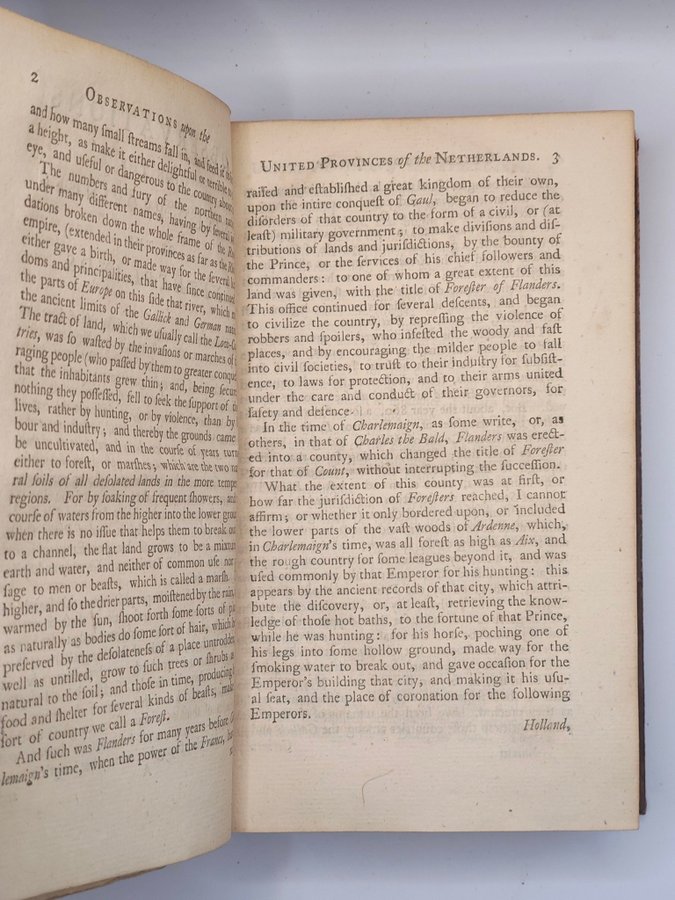 2
OBSERVATIONS upon the
and how many ſmall ſtreams fall in, and feed it to
a height, as make it either delightful or terrible to
eye, and uſeful or dangerous to the country about
The numbers and fury of the northern
under many different names, having by ſeveral
dations broken down the whole frame of the
empire, (extended in their provinces as far as the
either gave a birth, or made way for the ſeveral
doms and principalities, that have ſince continued
the parts of Europe on this ſide that river, which
the ancient limits of the Gallick and German
The tract of land, which we uſually call the Low-
tries, was ſo waſted by the invaſions or marches of
raging people (who paſſed by them to greater
that the inhabitants grew thin; and, being
nothing they poſſeſſed, fell to ſeek the ſupport of
lives, rather by hunting, or by violence, than by
bour and induſtry; and thereby the grounds came
be uncultivated, and in the courſe of years
either to foreſt, or marſhes; which are the two
ral ſoils of all deſolated lands in the more
regions. For by ſoaking of frequent ſhowers, and
courſe of waters from the higher into the lower
when there is no iſſue that helps them to break
to a channel, the flat land grows to be a
earth and water, and neither of common uſe nor
ſage to men or beaſts, which is called a marſh.
higher, and ſo the drier parts, moiſtened by the rain,
warmed by the ſun, ſhoot forth ſome ſorts of
as naturally as bodies do ſome ſort of hair, which
preſerved by the deſolateneſs of a place untrodden
well as untilled, grow to ſuch trees or ſhrubs as
natural to the ſoil; and thoſe in time, producing
food and ſhelter for ſeveral kinds of beaſts,
ſort of country we call a Foreſt.
And ſuch was Flanders for many years before
lemaign's time, when the power of the Francs,
UNITED PROVINCES of the NETHERLANDS. 3
raiſed and eſtabliſhed a great kingdom of their own,
upon the intire conqueſt of Gaul, began to reduce the
diſorders of that country to the form of a civil, or (at
leaſt) military government; to make diviſions and diſ-
tributions of lands and juriſdictions, by the bounty of
the Prince, or the ſervices of his chief followers and
commanders: to one of whom a great extent of this
land was given, with the title of Foreſter of Flanders.
This office continued for ſeveral deſcents, and began
to civilize the country, by repreſſing the violence of
robbers and ſpoilers, who infeſted the woody and faſt
places, and by encouraging the milder people to fall
into civil ſocieties, to truſt to their induſtry for ſubſiſt-
ence, to laws for protection, and to their arms united
under the care and conduct of their governors, for
ſafety and defence.
In the time of Charlemaign, as ſome write, or, as
others, in that of Charles the Bald, Flanders was erect-
ed into a county, which changed the title of Foreſter
for that of Count, without interrupting the ſucceſſion.
What the extent of this county was at firſt, or
how far the juriſdiction of Foreſters reached, I cannot
affirm; or whether it only bordered upon, or included
the lower parts of the vaſt woods of Ardenne, which,
in Charlemaign's time, was all foreſt as high as Aix, and
the rough country for ſome leagues beyond it, and was
uſed commonly by that Emperor for his hunting: this
appears by the ancient records of that city, which attri-
bute the diſcovery, or, at leaſt, retrieving the know-
ledge of thoſe hot baths, to the fortune of that Prince,
while he was hunting: for his horſe, poching one of
his legs into ſome hollow ground, made way for the
ſmoking water to break out, and gave occaſion for the
Emperor's building that city, and making it his uſu-
al ſeat, and the place of coronation for the following
Emperors.
Holland,